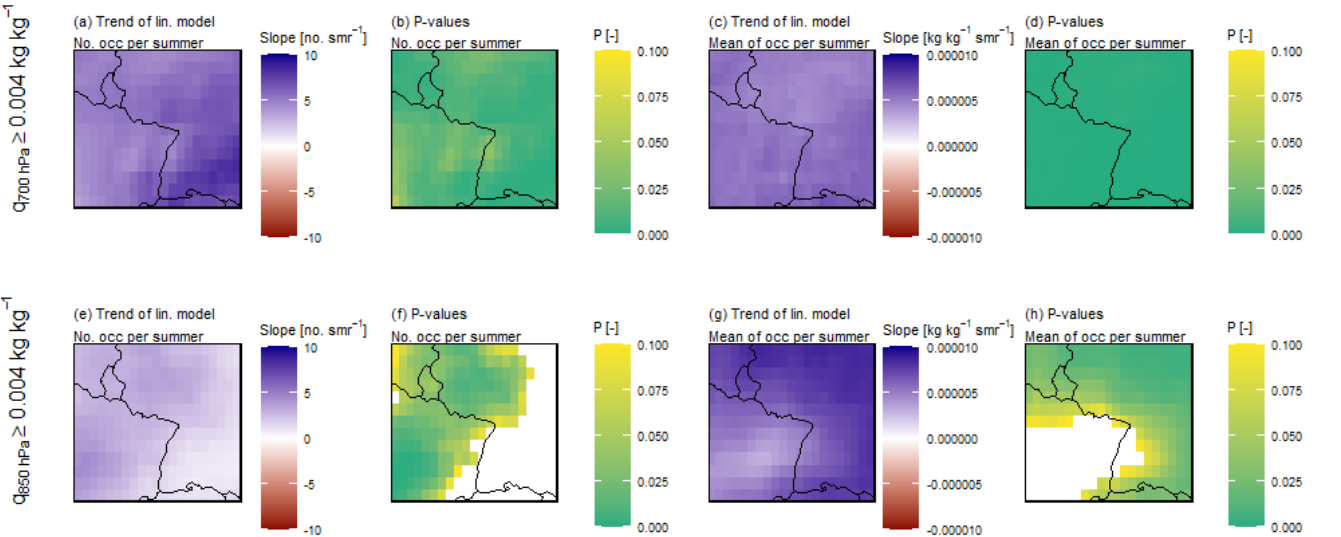 q700 hPa ≥ 0.004 kg kg−1
(a) Trend of lin. model
No. occ per summer
Slope [no. smr−1]
10
5
0
-5
-10
(b) P-values
No. occ per summer
P [-]
0.100
0.075
0.050
0.025
0.000
(c) Trend of lin. model
Mean of occ per summer
Slope [kg kg−1 smr−1]
0.000010
0.000005
0.000000
-0.000005
-0.000010
(d) P-values
Mean of occ per summer
P [-]
0.100
0.075
0.050
0.025
0.000
q850 hPa ≥ 0.004 kg kg−1
(e) Trend of lin. model
No. occ per summer
Slope [no. smr−1]
10
5
0
-5
-10
(f) P-values
No. occ per summer
P [-]
0.100
0.075
0.050
0.025
0.000
(g) Trend of lin. model
Mean of occ per summer
Slope [kg kg−1 smr−1]
0.000010
0.000005
0.000000
-0.000005
-0.000010
(h) P-values
Mean of occ per summer
P [-]
0.100
0.075
0.050
0.025
0.000